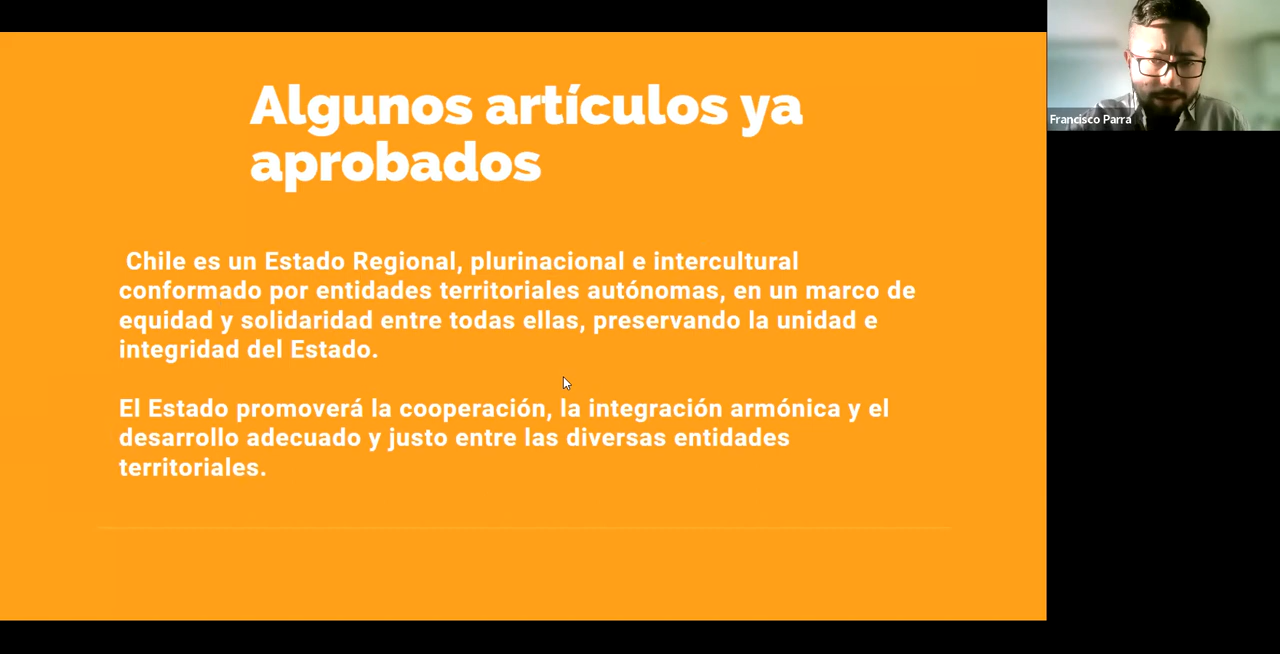 Algunos artículos ya
aprobados
Chile es un Estado Regional, plurinacional e intercultural
conformado por entidades territoriales autónomas, en un marco de
equidad y solidaridad entre todas ellas, preservando la unidad e
integridad del Estado.
El Estado promoverá la cooperación, la integración armónica y el
desarrollo adecuado y justo entre las diversas entidades
territoriales.
Francisco Parra